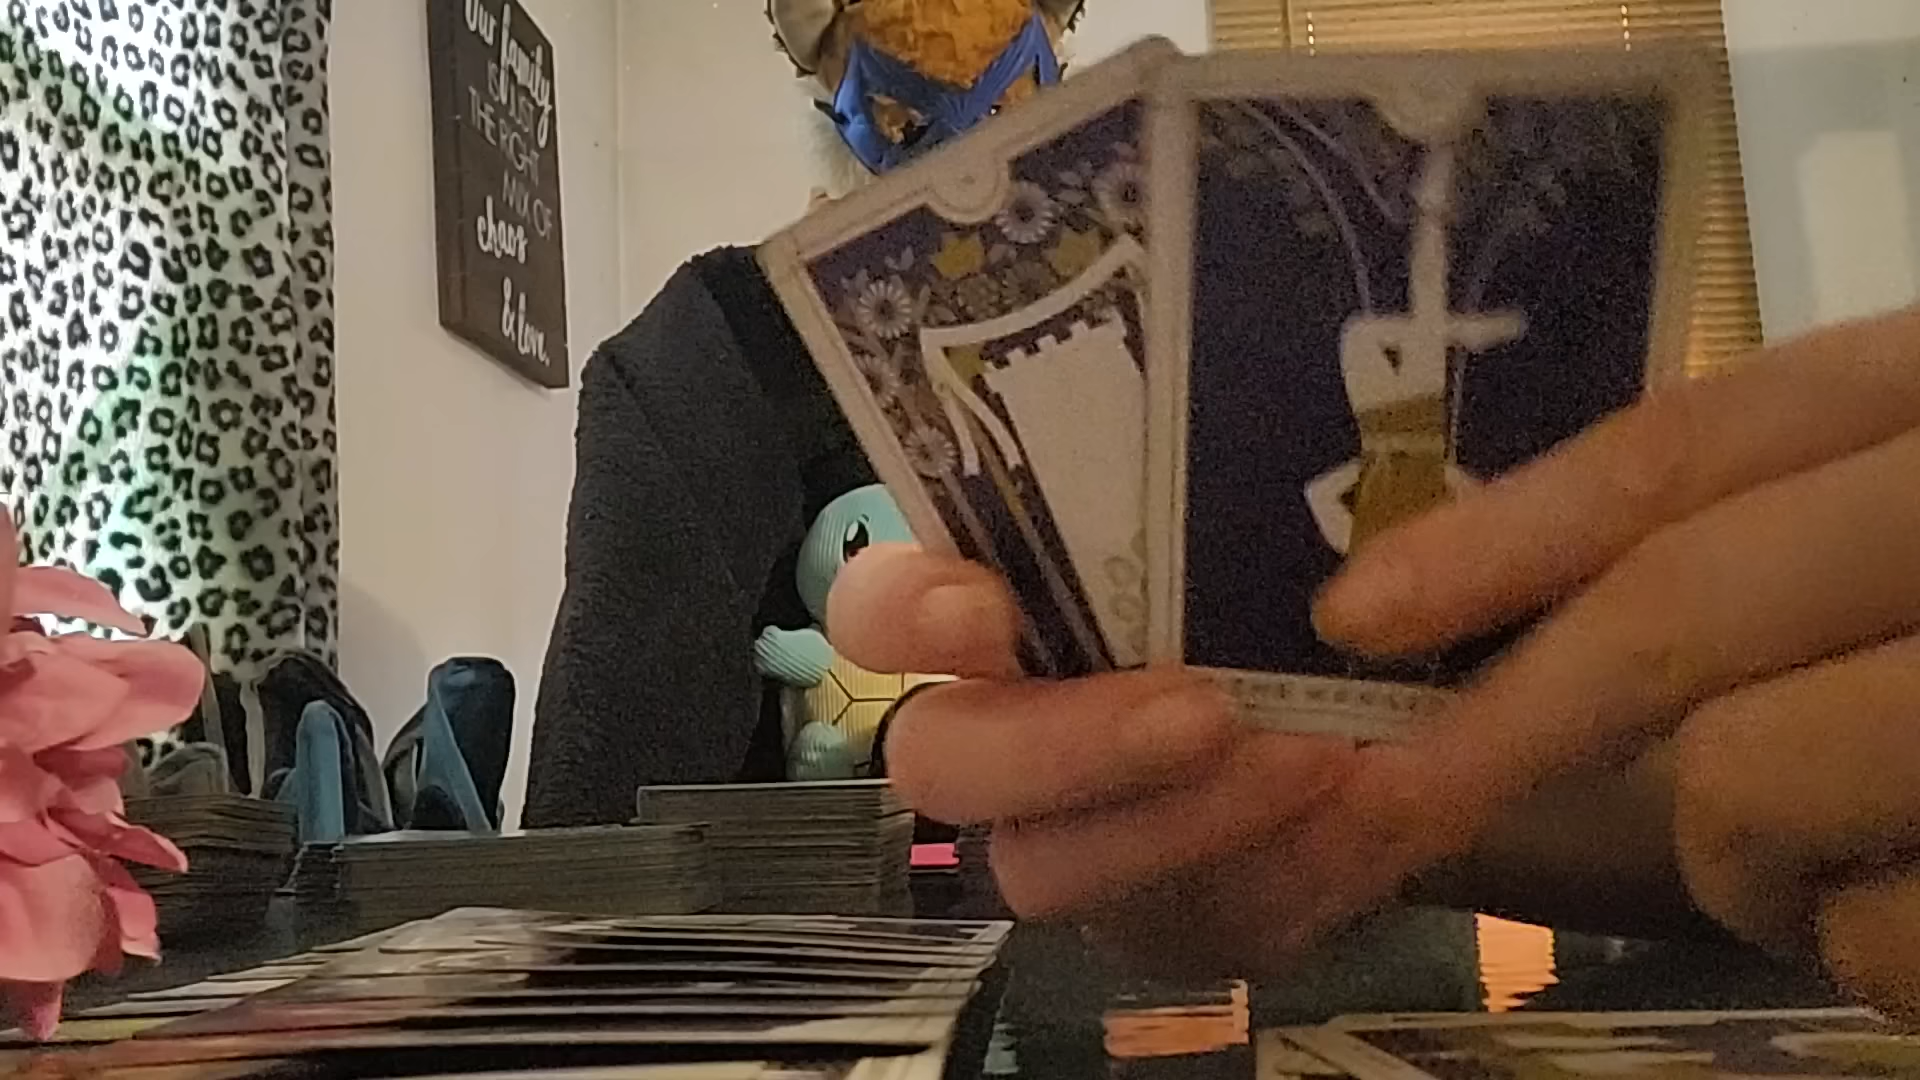 Our family
IS JUST
THE RIGHT
MIX OF
chaos
& love.